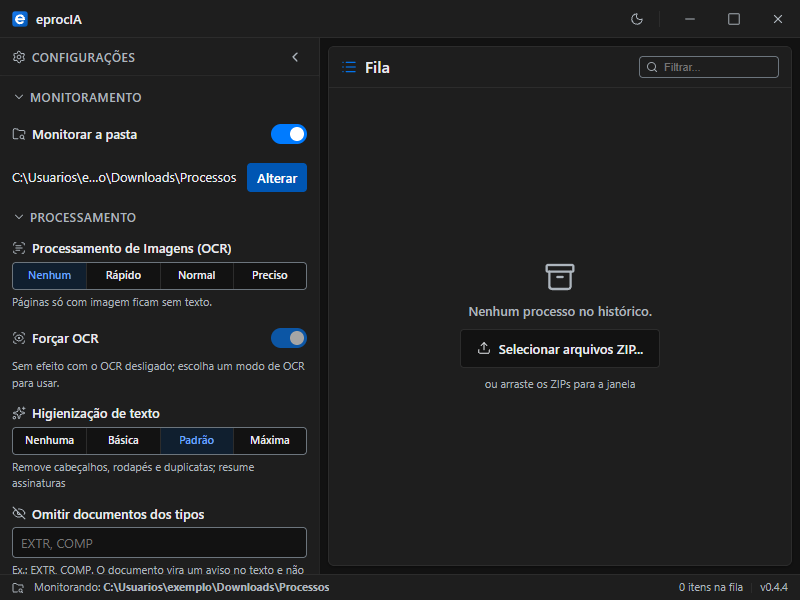 eprocIA
CONFIGURAÇÕES
MONITORAMENTO
Monitorar a pasta
C:\Usuarios\e...o\Downloads\Processos
Alterar
PROCESSAMENTO
Processamento de Imagens (OCR)
Nenhum Rápido Normal Preciso
Páginas só com imagem ficam sem texto.
Forçar OCR
Sem efeito com o OCR desligado; escolha um modo de OCR
para usar.
Higienização de texto
Nenhuma Básica Padrão Máxima
Remove cabeçalhos, rodapés e duplicatas; resume
assinaturas
Omitir documentos dos tipos
EXTR, COMP
Ex.: EXTR, COMP. O documento vira um aviso no texto e não
Fila
Filtrar...
Nenhum processo no histórico.
Selecionar arquivos ZIP...
ou arraste os ZIPs para a janela
Monitorando: C:\Usuarios\exemplo\Downloads\Processos
0 itens na fila
v0.4.4